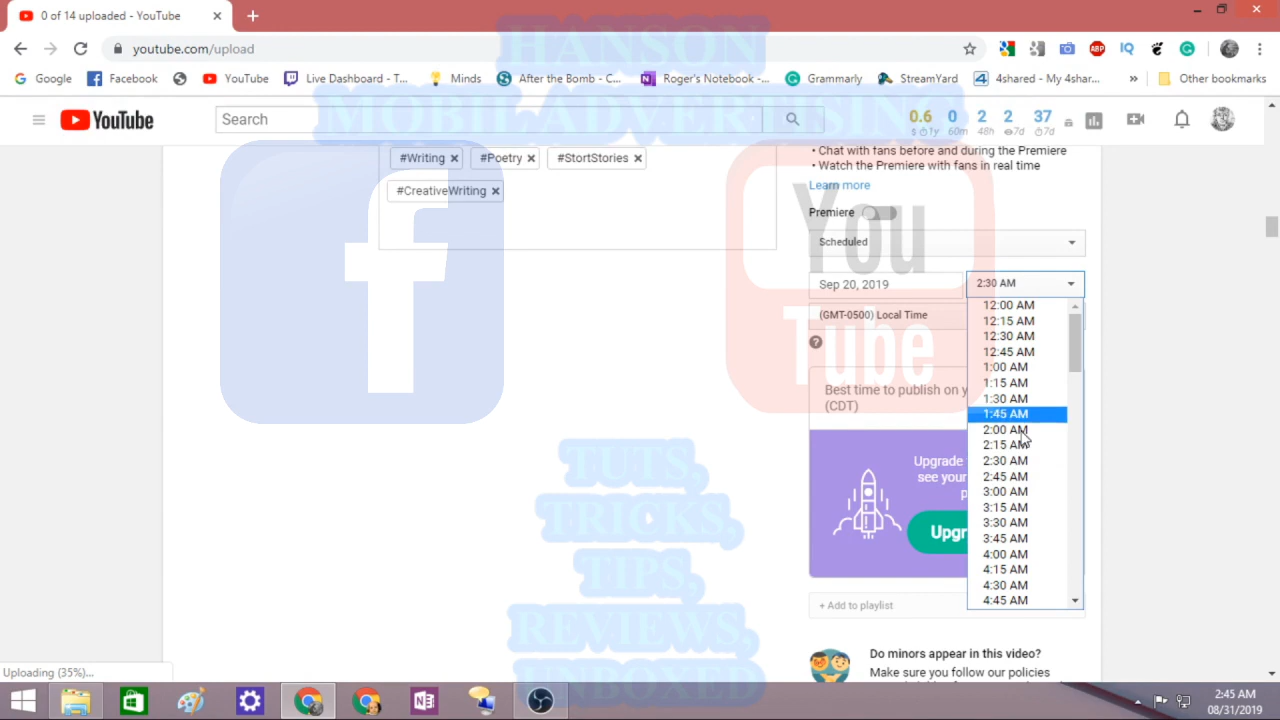 0 of 14 uploaded - YouTube
youtube.com/upload
Google
Facebook
YouTube
Live Dashboard - T...
Minds
After the Bomb - C...
Roger's Notebook -...
Grammarly
StreamYard
4shared - My 4shar...
Other bookmarks
HANSON
YouTube
Search
0.6 0 2 2 37
60m 48h 7d 7d
• Chat with fans before and during the Premiere
• Watch the Premiere with fans in real time
Learn more
#Writing
#Poetry
#StortStories
#CreativeWriting
Premiere
Scheduled
Sep 20, 2019
2:30 AM
(GMT-0500) Local Time
12:00 AM
12:15 AM
12:30 AM
12:45 AM
1:00 AM
1:15 AM
1:30 AM
1:45 AM
2:00 AM
2:15 AM
2:30 AM
2:45 AM
3:00 AM
3:15 AM
3:30 AM
3:45 AM
4:00 AM
4:15 AM
4:30 AM
4:45 AM
Best time to publish on y
(CDT)
Upgrade
see your
p
Upgr
+ Add to playlist
Do minors appear in this video?
Make sure you follow our policies
You
Tube
TUTS,
TRICKS,
TIPS,
REVIEWS,
UNBOXED
Uploading (35%)...
2:45 AM
08/31/2019